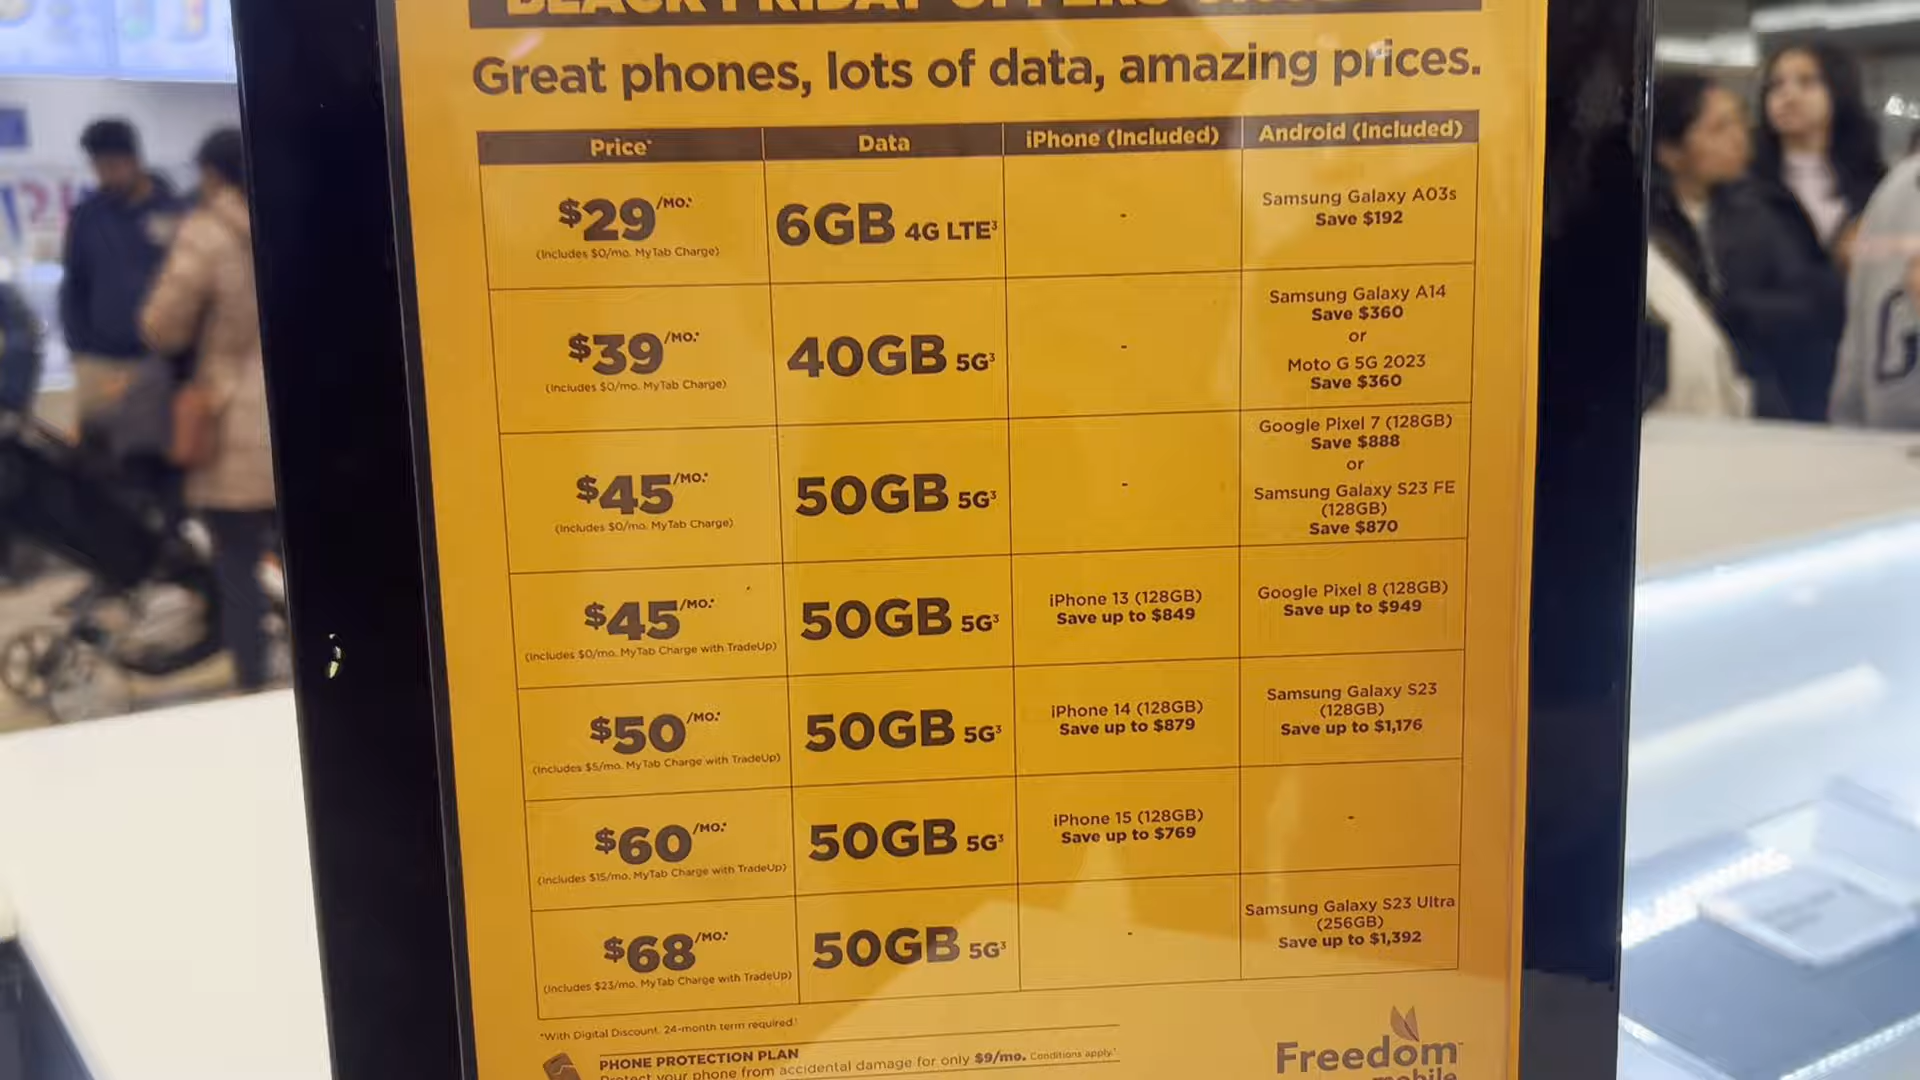 BLACK FRIDAY OFFERS
Great phones, lots of data, amazing prices.
Price* Data iPhone (Included) Android (Included)
$29/MO.* 6GB 4G LTE³ - Samsung Galaxy A03s
Save $192
(Includes $0/mo. MyTab Charge)
$39/MO.* 40GB 5G³ - Samsung Galaxy A14
Save $360
or
Moto G 5G 2023
Save $360
(Includes $0/mo. MyTab Charge)
$45/MO.* 50GB 5G³ - Google Pixel 7 (128GB)
Save $888
or
Samsung Galaxy S23 FE
(128GB)
Save $870
(Includes $0/mo. MyTab Charge)
$45/MO.* 50GB 5G³ iPhone 13 (128GB)
Save up to $849
Google Pixel 8 (128GB)
Save up to $949
(Includes $0/mo. MyTab Charge with TradeUp)
$50/MO.* 50GB 5G³ iPhone 14 (128GB)
Save up to $879
Samsung Galaxy S23
(128GB)
Save up to $1,176
(Includes $5/mo. MyTab Charge with TradeUp)
$60/MO.* 50GB 5G³ iPhone 15 (128GB)
Save up to $769
-
(Includes $15/mo. MyTab Charge with TradeUp)
$68/MO.* 50GB 5G³ - Samsung Galaxy S23 Ultra
(256GB)
Save up to $1,392
(Includes $23/mo. MyTab Charge with TradeUp)
*With Digital Discount. 24-month term required.¹
PHONE PROTECTION PLAN
Protect your phone from accidental damage for only $9/mo. Conditions apply.
Freedom
mobile